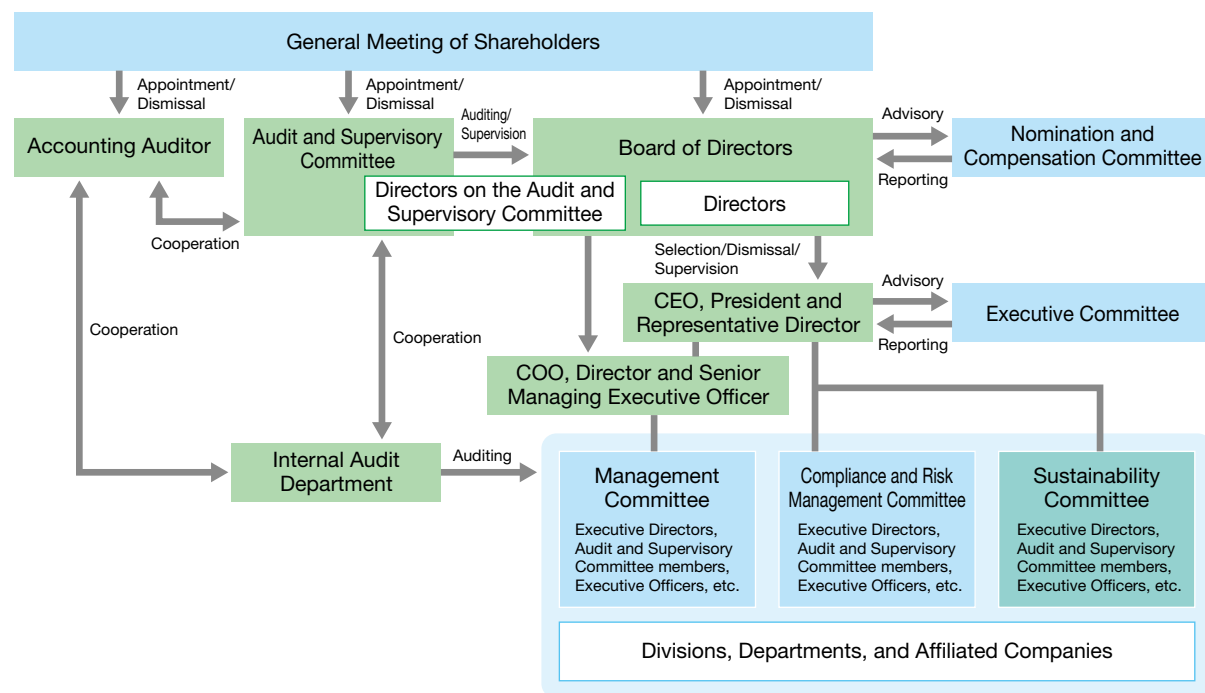 General Meeting of Shareholders
Appointment/
Dismissal
Appointment/
Dismissal
Appointment/
Dismissal
Accounting Auditor
Audit and Supervisory
Committee
Auditing/
Supervision
Board of Directors
Advisory
Reporting
Nomination and
Compensation Committee
Directors on the Audit and
Supervisory Committee
Directors
Cooperation
Selection/Dismissal/
Supervision
CEO, President and
Representative Director
Advisory
Reporting
Executive Committee
Cooperation
Cooperation
COO, Director and Senior
Managing Executive Officer
Internal Audit
Department
Auditing
Management
Committee
Executive Directors,
Audit and Supervisory
Committee members,
Executive Officers, etc.
Compliance and Risk
Management Committee
Executive Directors,
Audit and Supervisory
Committee members,
Executive Officers, etc.
Sustainability
Committee
Executive Directors,
Audit and Supervisory
Committee members,
Executive Officers, etc.
Divisions, Departments, and Affiliated Companies